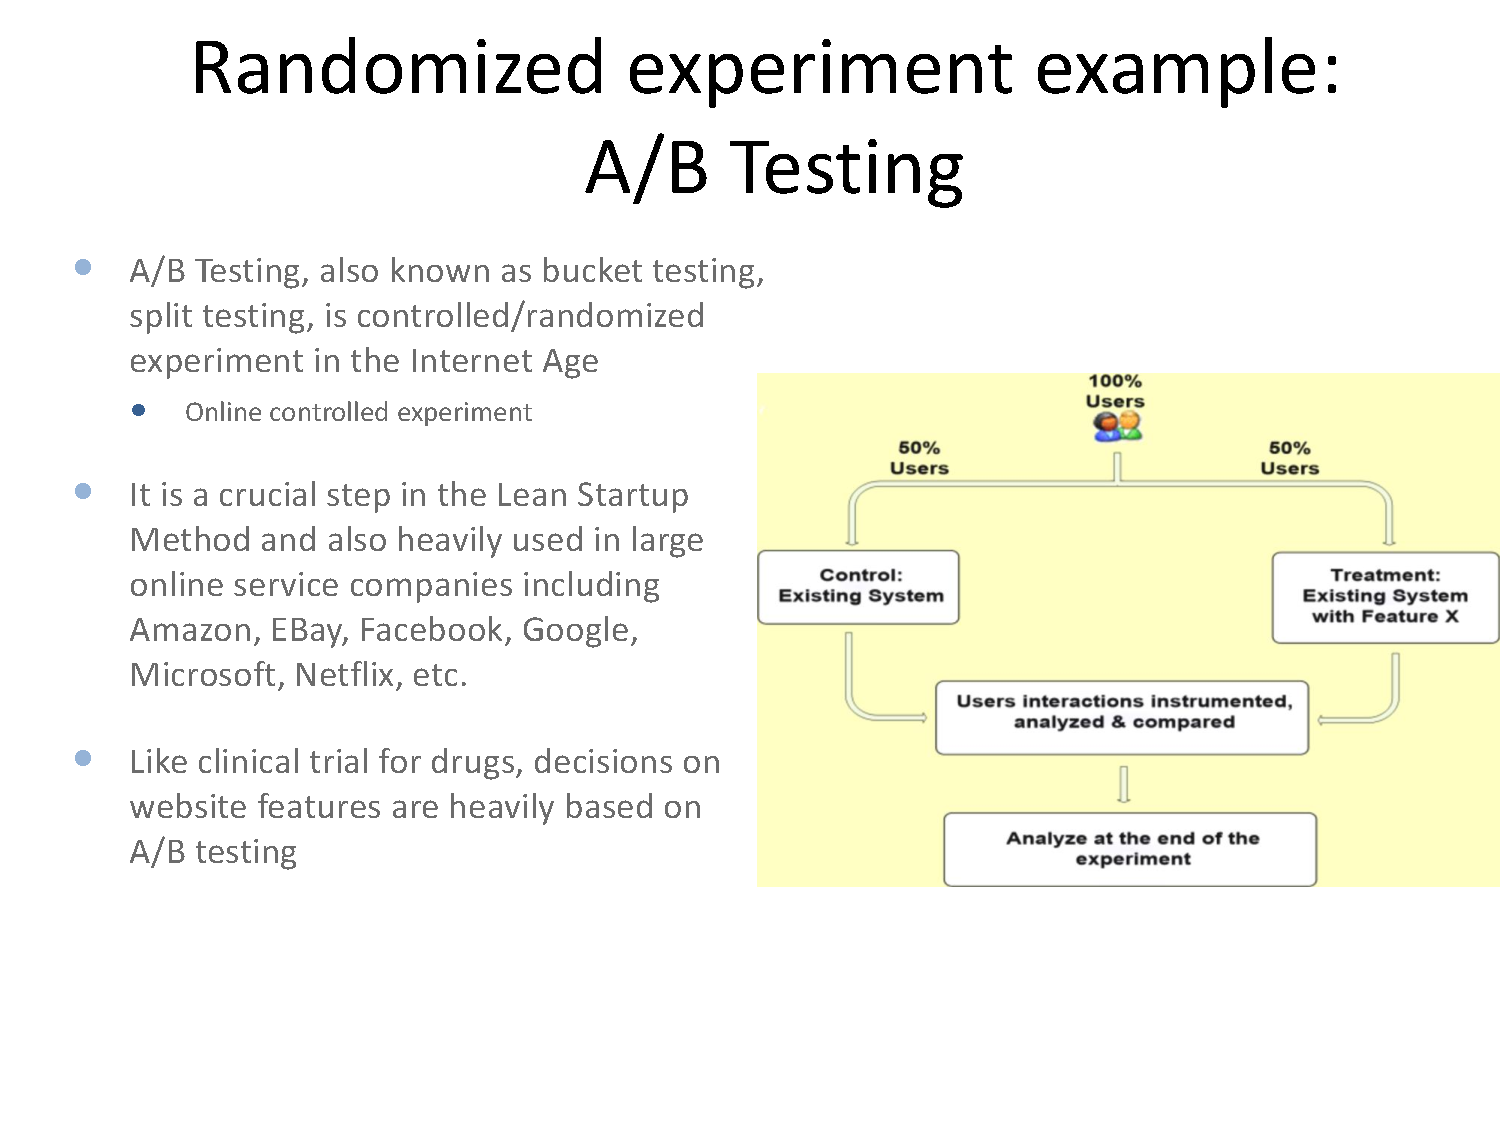 Randomized experiment example:
A/B Testing
A/B Testing, also known as bucket testing,
split testing, is controlled/randomized
experiment in the Internet Age
Online controlled experiment
It is a crucial step in the Lean Startup
Method and also heavily used in large
online service companies including
Amazon, EBay, Facebook, Google,
Microsoft, Netflix, etc.
Like clinical trial for drugs, decisions on
website features are heavily based on
A/B testing
100%
Users
50%
Users
50%
Users
Control:
Existing System
Treatment:
Existing System
with Feature X
Users interactions instrumented,
analyzed & compared
Analyze at the end of the
experiment